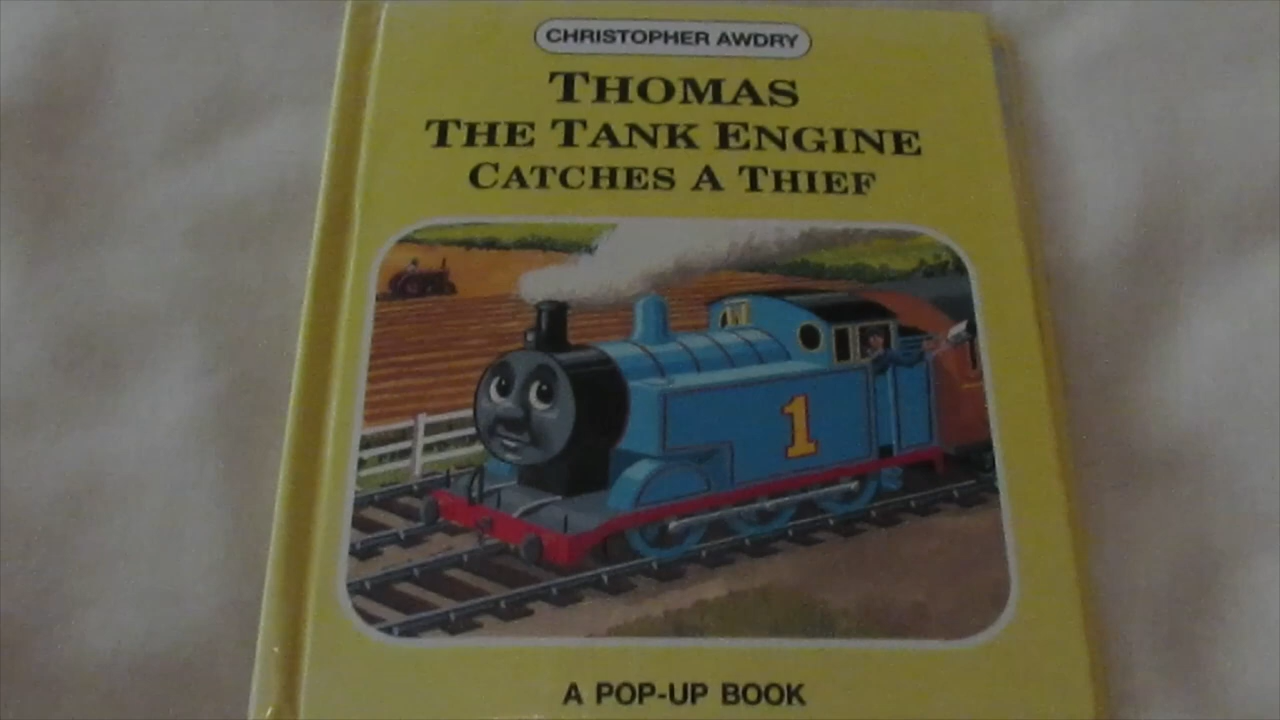 CHRISTOPHER AWDRY
THOMAS
THE TANK ENGINE
CATCHES A THIEF
1
A POP-UP BOOK